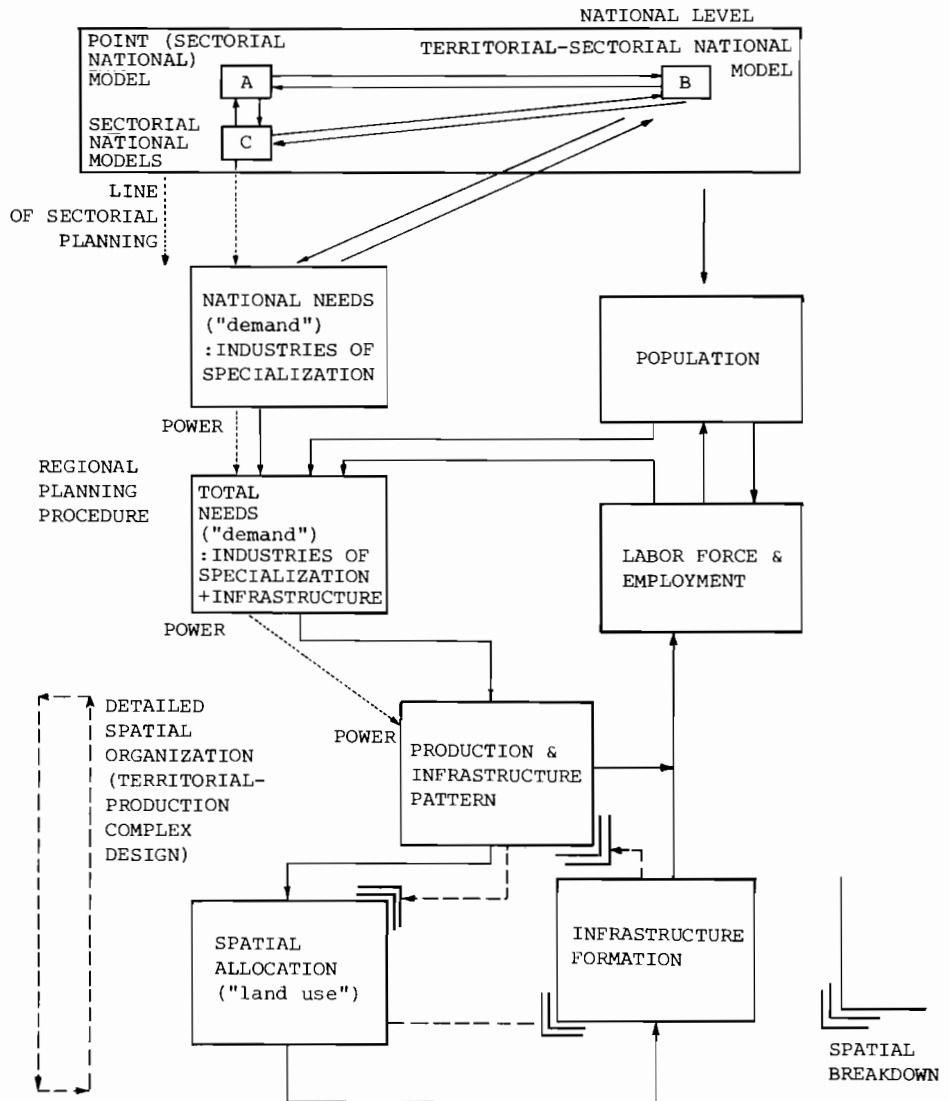 NATIONAL LEVEL
POINT (SECTORIAL
NATIONAL)
MODEL
TERRITORIAL-SECTORIAL NATIONAL
MODEL
A
B
SECTORIAL
NATIONAL
MODELS
C
LINE
OF SECTORIAL
PLANNING
NATIONAL NEEDS
("demand")
:INDUSTRIES OF
SPECIALIZATION
POPULATION
POWER
REGIONAL
PLANNING
PROCEDURE
TOTAL
NEEDS
("demand")
:INDUSTRIES OF
SPECIALIZATION
+INFRASTRUCTURE
LABOR FORCE &
EMPLOYMENT
POWER
DETAILED
SPATIAL
ORGANIZATION
(TERRITORIAL-
PRODUCTION
COMPLEX
DESIGN)
POWER
PRODUCTION &
INFRASTRUCTURE
PATTERN
SPATIAL
ALLOCATION
("land use")
INFRASTRUCTURE
FORMATION
SPATIAL
BREAKDOWN